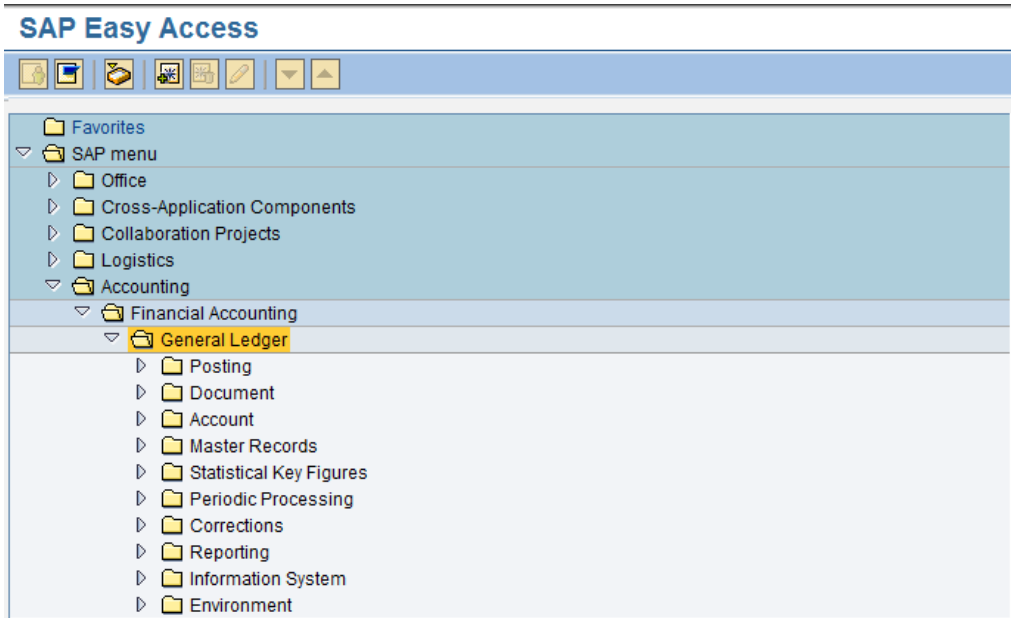 SAP Easy Access
Favorites
SAP menu
Office
Cross-Application Components
Collaboration Projects
Logistics
Accounting
Financial Accounting
General Ledger
Posting
Document
Account
Master Records
Statistical Key Figures
Periodic Processing
Corrections
Reporting
Information System
Environment